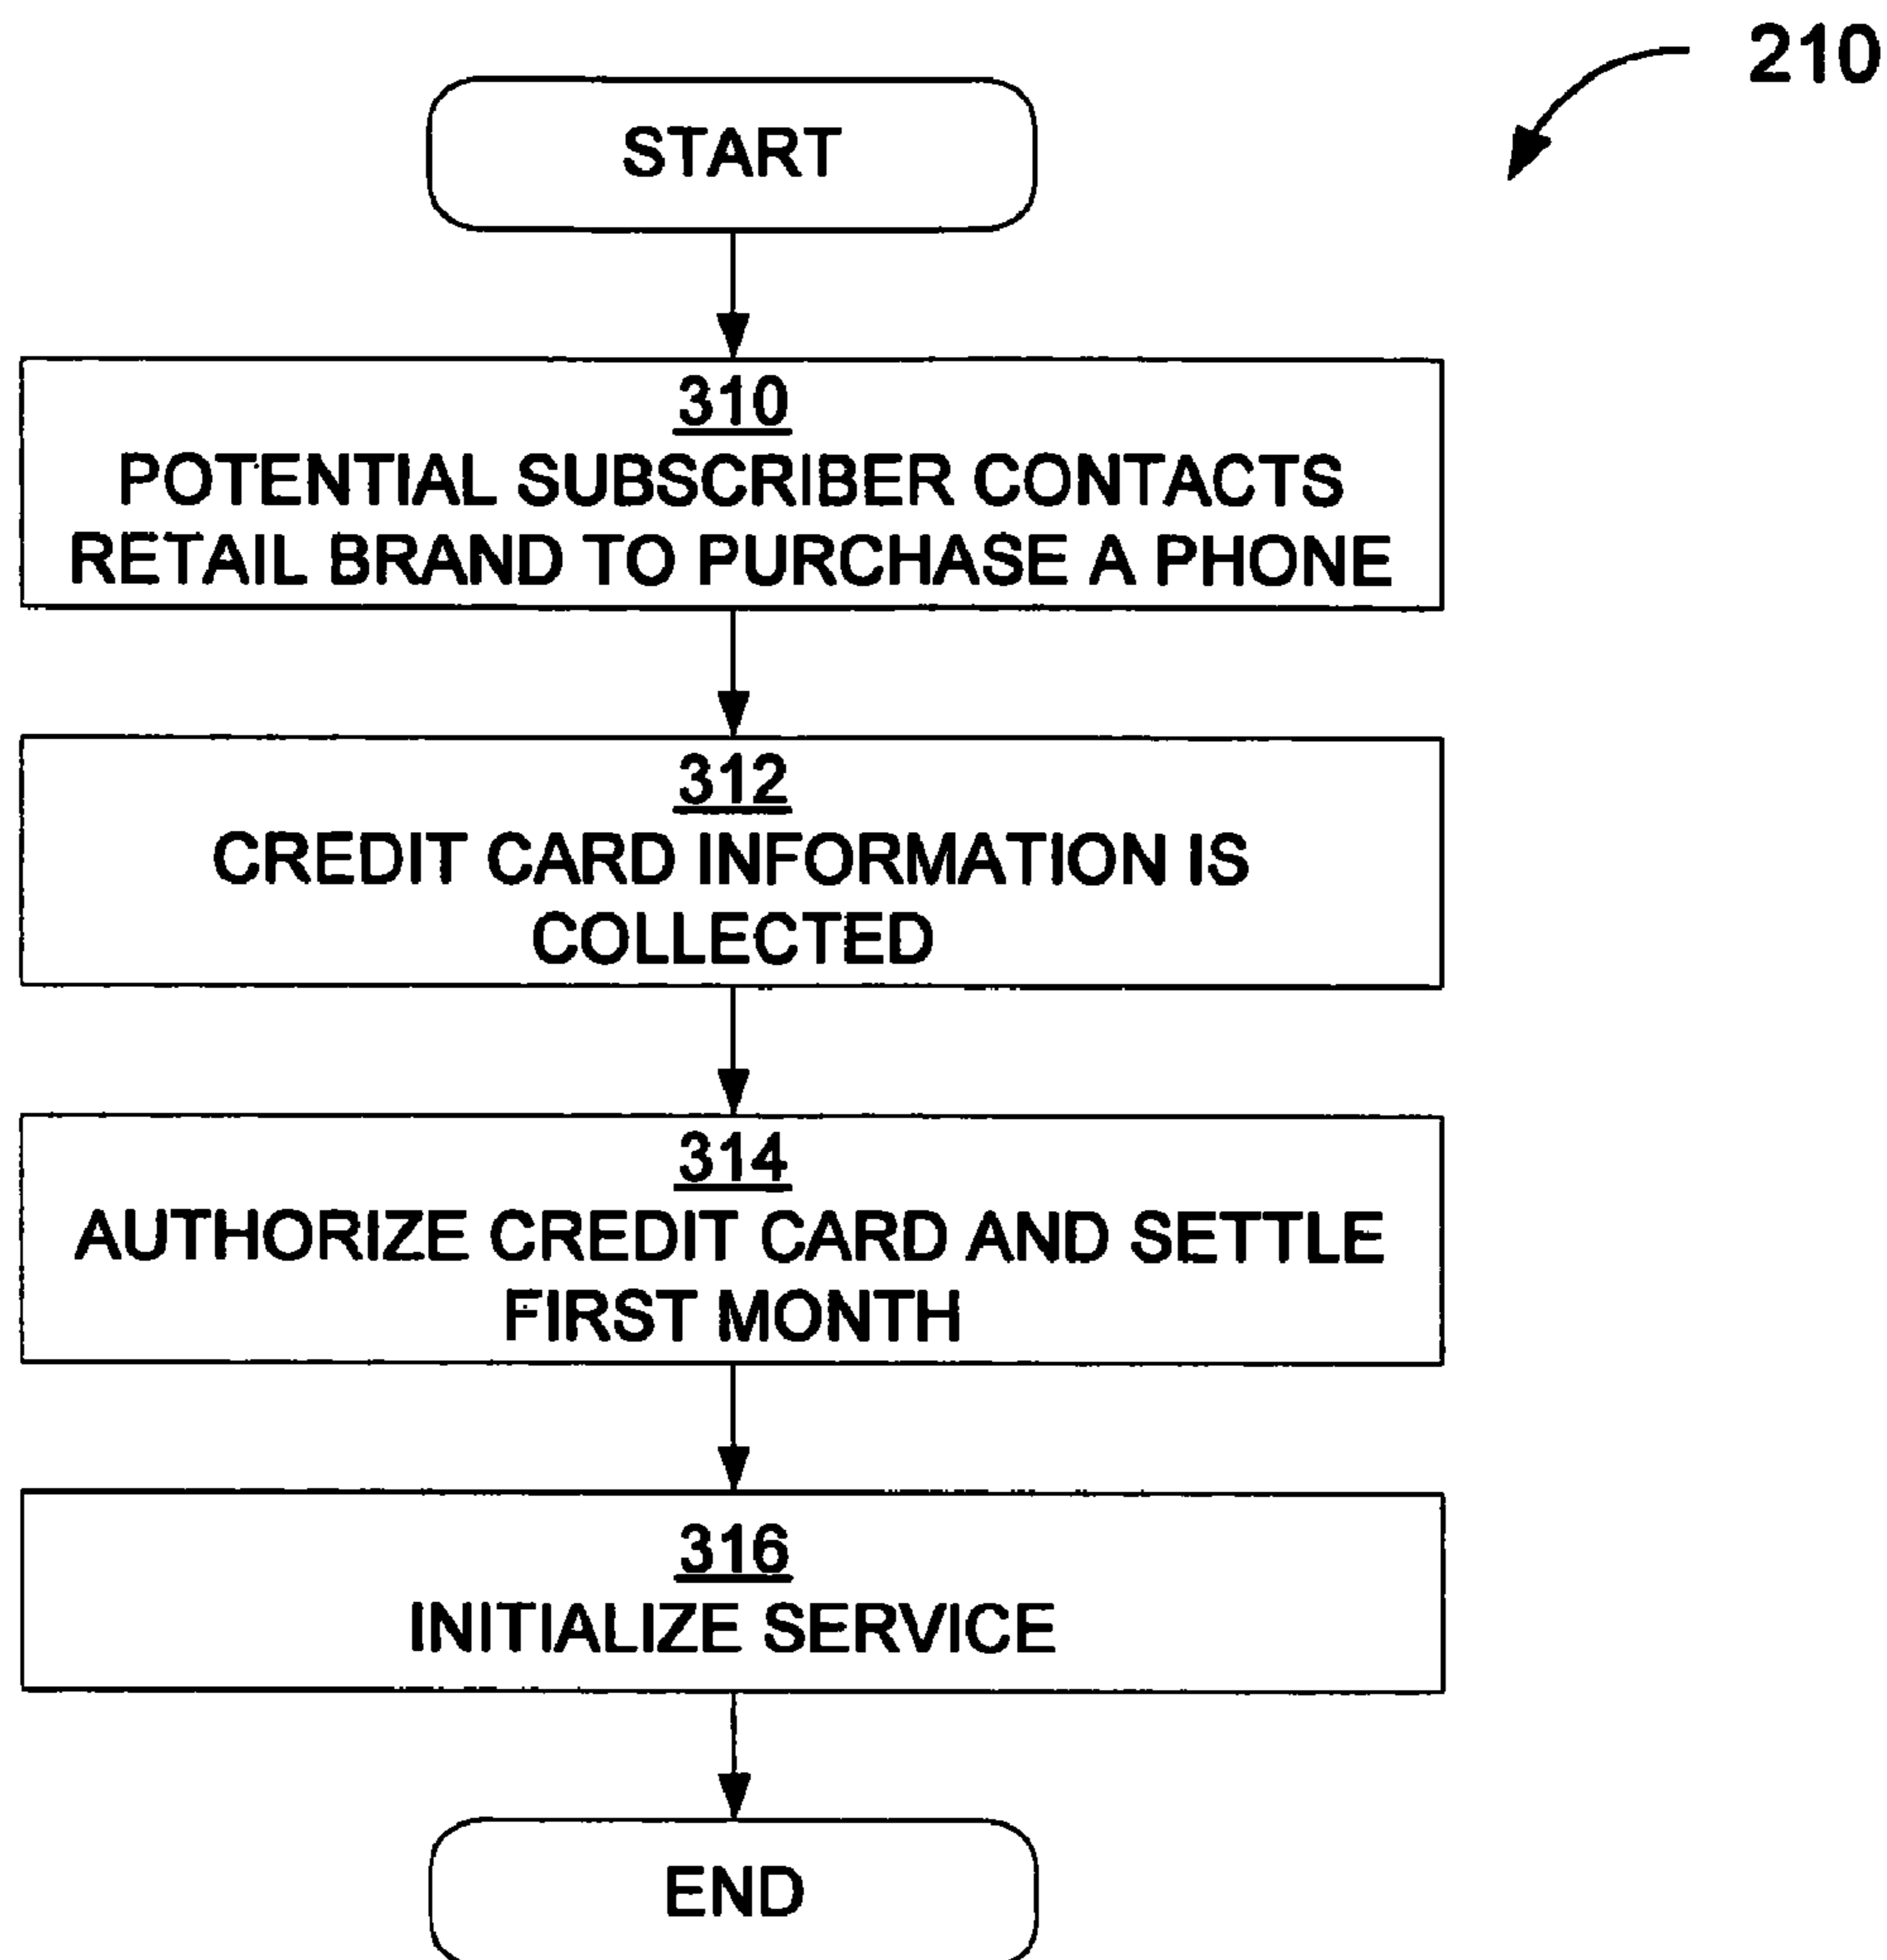 210
START
310
POTENTIAL SUBSCRIBER CONTACTS
RETAIL BRAND TO PURCHASE A PHONE
312
CREDIT CARD INFORMATION IS
COLLECTED
314
AUTHORIZE CREDIT CARD AND SETTLE
FIRST MONTH
316
INITIALIZE SERVICE
END